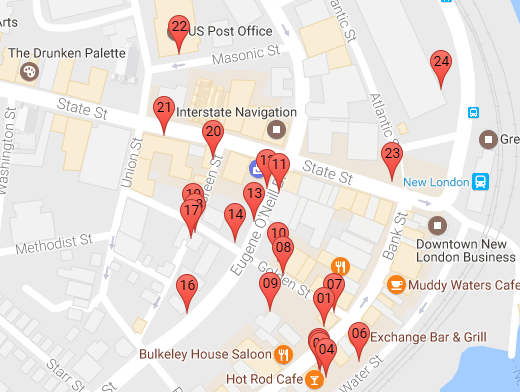 Arts
22
US Post Office
The Drunken Palette
Masonic St
Atlantic St
24
State St
21
Interstate Navigation
20
Atlantic St
Washington St
Union St
Green St
11
State St
23
New London
13
14
17
10
08
Eugene O'Neill Dr
Bank St
Downtown New
London Business
Methodist St
Golden St
16
09
07
01
Muddy Waters Cafe
Starr St
04
06
Exchange Bar & Grill
Bulkeley House Saloon
Hot Rod Cafe
Water St